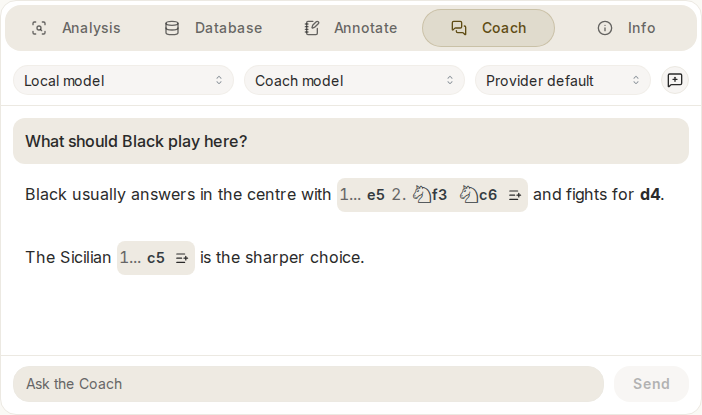 Analysis Database Annotate Coach Info
Local model Coach model Provider default
What should Black play here?
Black usually answers in the centre with 1... e5 2. ♘f3 ♘c6 and fights for d4.
The Sicilian 1... c5 is the sharper choice.
Ask the Coach Send